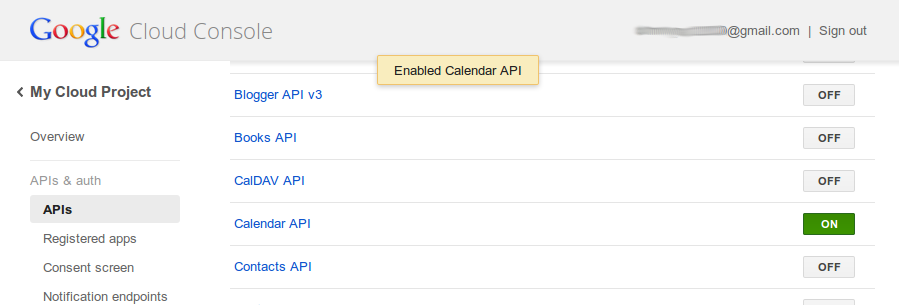 Google Cloud Console
@gmail.com | Sign out
Enabled Calendar API
My Cloud Project
Overview
APIs & auth
APIs
Registered apps
Consent screen
Notification endpoints
Blogger API v3 OFF
Books API OFF
CalDAV API OFF
Calendar API ON
Contacts API OFF